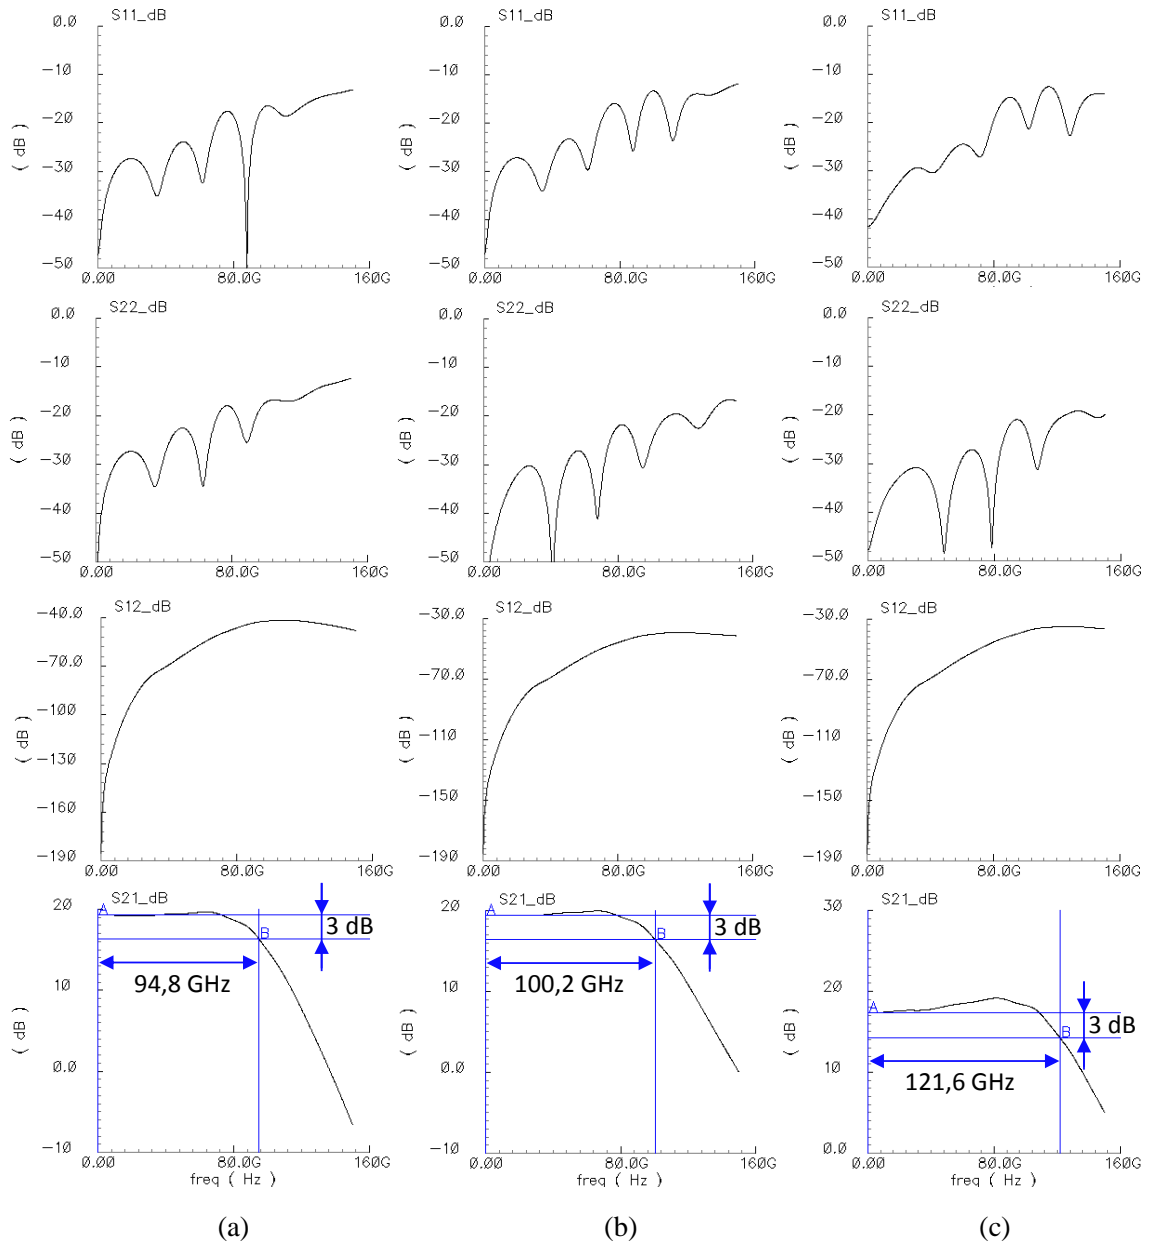 S11_dB
0.0
-10
-20
-30
-40
-50
( dB )
0.00 80.0G 160G
S11_dB
0.0
-10
-20
-30
-40
-50
( dB )
0.00 80.0G 160G
S11_dB
0.0
-10
-20
-30
-40
-50
( dB )
0.00 80.0G 160G
S22_dB
0.0
-10
-20
-30
-40
-50
( dB )
0.00 80.0G 160G
S22_dB
0.0
-10
-20
-30
-40
-50
( dB )
0.00 80.0G 160G
S22_dB
0.0
-10
-20
-30
-40
-50
( dB )
0.00 80.0G 160G
S12_dB
-40.0
-70.0
-100
-130
-160
-190
( dB )
0.00 80.0G 160G
S12_dB
-30.0
-70.0
-110
-150
-190
( dB )
0.00 80.0G 160G
S12_dB
-30.0
-70.0
-110
-150
-190
( dB )
0.00 80.0G 160G
S21_dB
20
10
0.0
-10
( dB )
A
B
3 dB
94,8 GHz
0.00 80.0G 160G
freq ( Hz )
S21_dB
20
10
0.0
-10
( dB )
A
B
3 dB
100,2 GHz
0.00 80.0G 160G
freq ( Hz )
S21_dB
30
20
10
0.0
( dB )
A
B
3 dB
121,6 GHz
0.00 80.0G 160G
freq ( Hz )
(a)
(b)
(c)